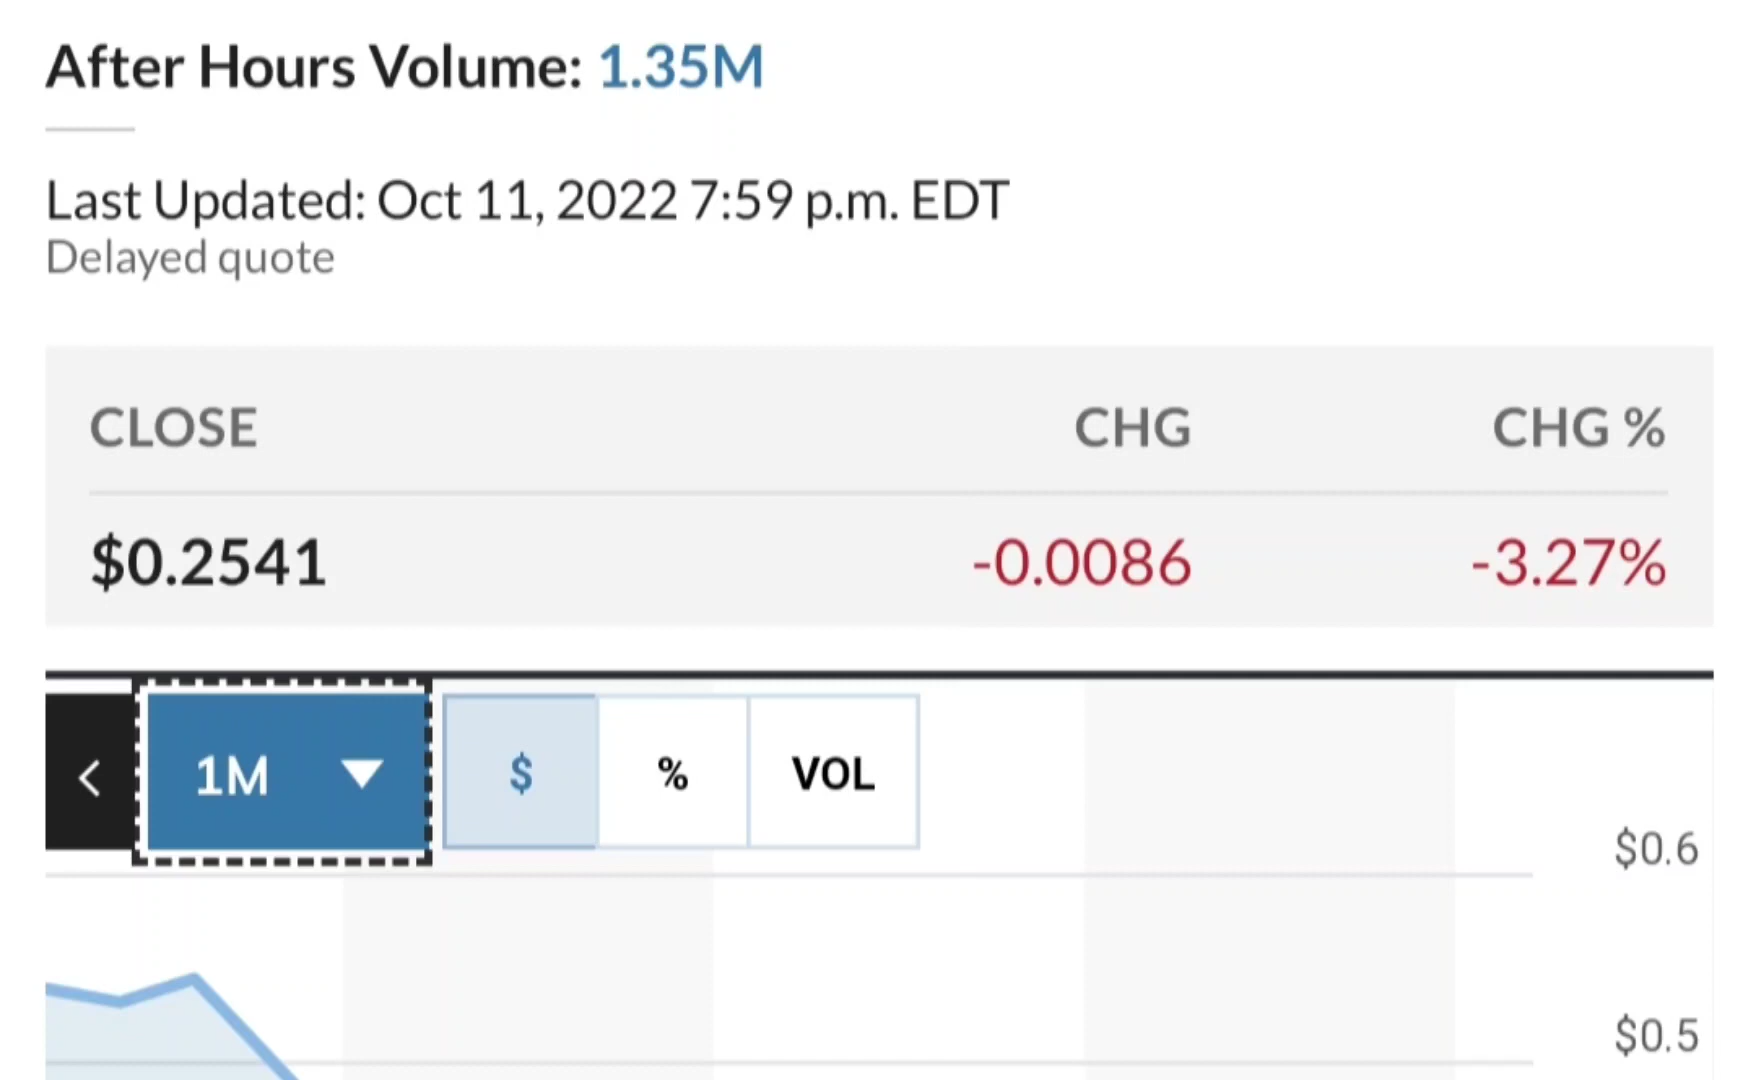 After Hours Volume: 1.35M
Last Updated: Oct 11, 2022 7:59 p.m. EDT
Delayed quote
CLOSE CHG CHG %
$0.2541 -0.0086 -3.27%
1M $ % VOL
$0.6
$0.5